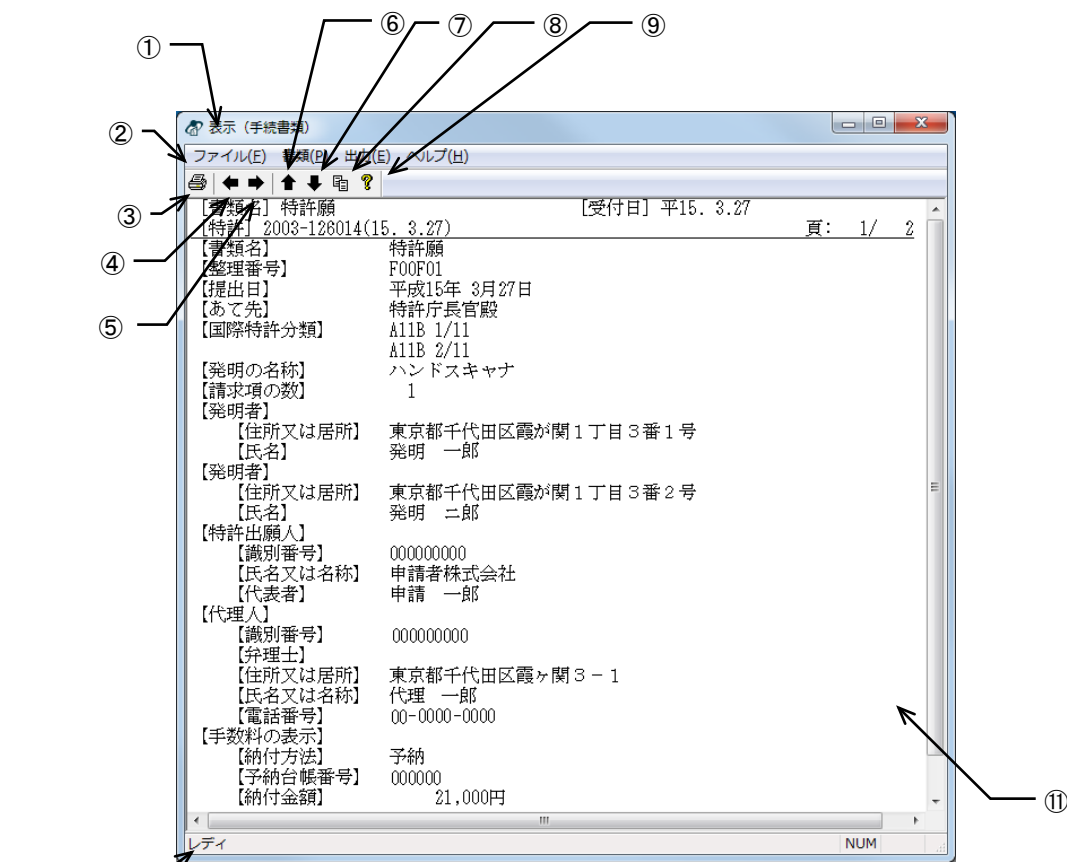 ⑥ ⑦ ⑧ ⑨
①
② 表示（手続書類）
ファイル(F) 書類(P) 出力(E) ヘルプ(H)
③
[書類名] 特許願 [受付日] 平15. 3.27
[特許] 2003-126014(15. 3.27) 頁: 1/ 2
④
【書類名】 特許願
【整理番号】 F00F01
【提出日】 平成15年 3月27日
【あて先】 特許庁長官殿
⑤
【国際特許分類】 A11B 1/11
A11B 2/11
【発明の名称】 ハンドスキャナ
【請求項の数】 1
【発明者】
【住所又は居所】 東京都千代田区霞が関１丁目３番１号
【氏名】 発明 一郎
【発明者】
【住所又は居所】 東京都千代田区霞が関１丁目３番２号
【氏名】 発明 二郎
【特許出願人】
【識別番号】 000000000
【氏名又は名称】 申請者株式会社
【代表者】 申請 一郎
【代理人】
【識別番号】 000000000
【弁理士】
【住所又は居所】 東京都千代田区霞ヶ関３－１
【氏名又は名称】 代理 一郎
【電話番号】 00-0000-0000
【手数料の表示】
【納付方法】 予納
【予納台帳番号】 000000
【納付金額】 21,000円
⑪
レディ NUM